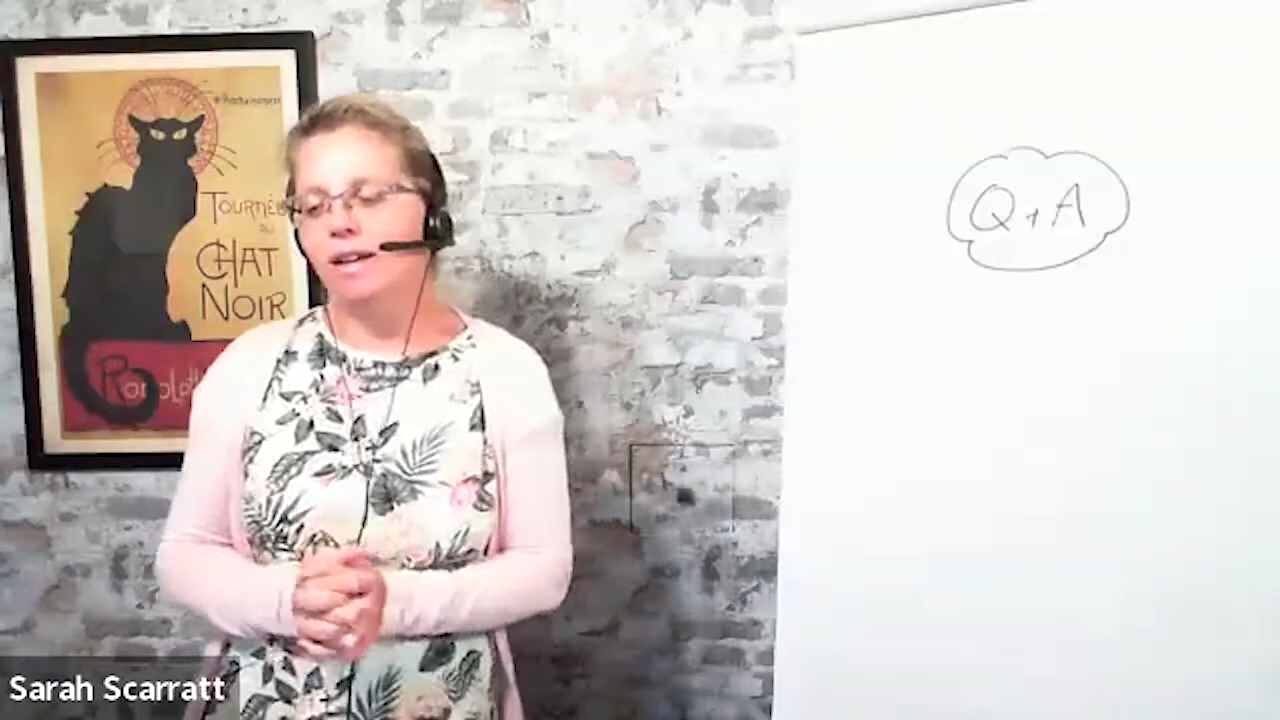 TOURNÉE
DU
CHAT
NOIR
Q + A
Sarah Scarratt